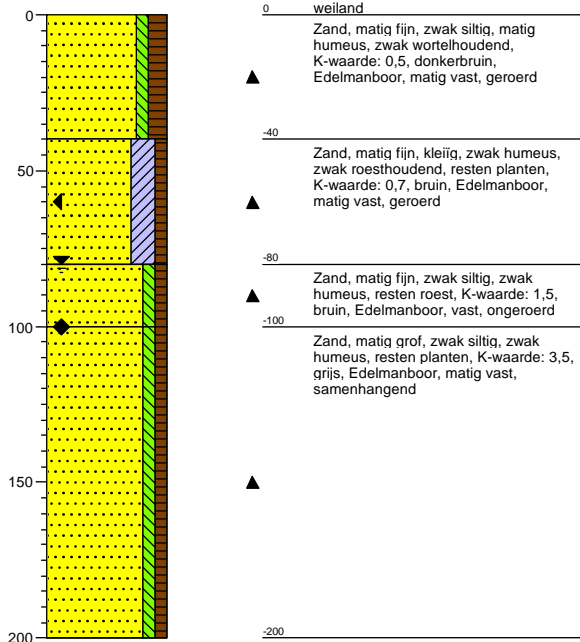 0
50
100
150
200
0
weiland
Zand, matig fijn, zwak siltig, matig
humeus, zwak wortelhoudend,
K-waarde: 0,5, donkerbruin,
Edelmanboor, matig vast, geroerd
-40
Zand, matig fijn, kleiïg, zwak humeus,
zwak roesthoudend, resten planten,
K-waarde: 0,7, bruin, Edelmanboor,
matig vast, geroerd
-80
Zand, matig fijn, zwak siltig, zwak
humeus, resten roest, K-waarde: 1,5,
bruin, Edelmanboor, vast, ongeroerd
-100
Zand, matig grof, zwak siltig, zwak
humeus, resten planten, K-waarde: 3,5,
grijs, Edelmanboor, matig vast,
samenhangend
-200